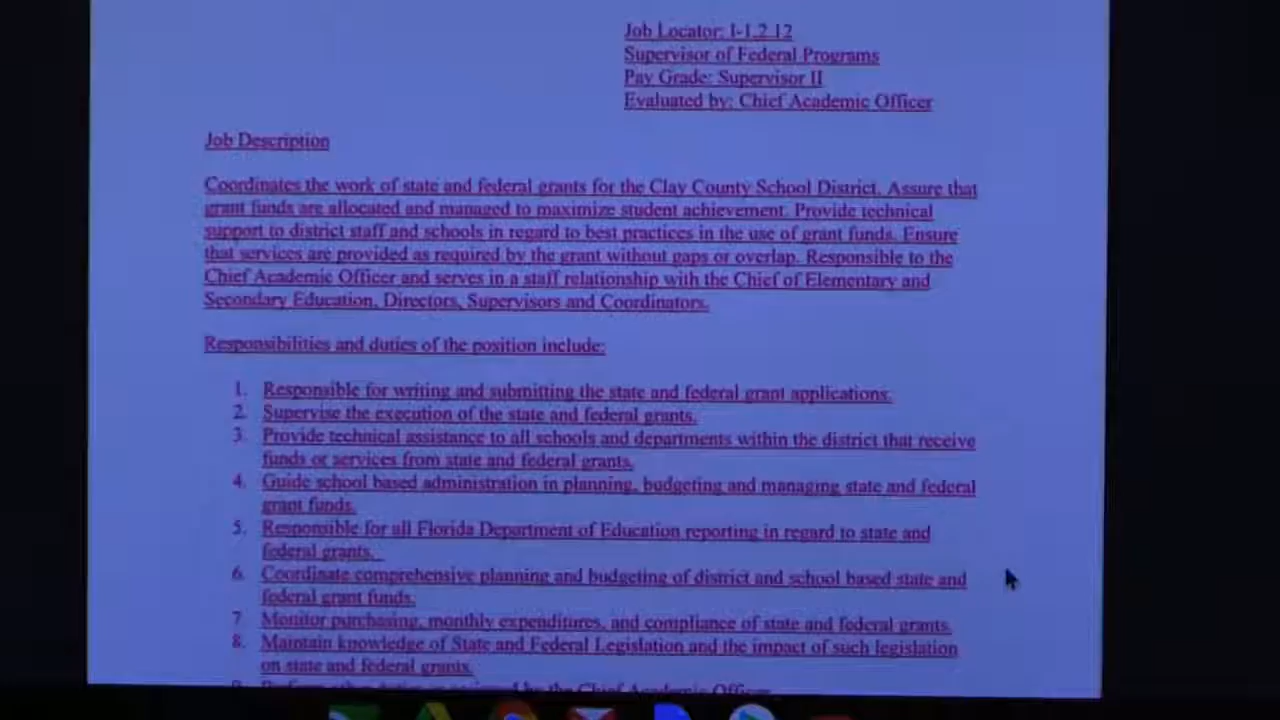 Job Locator: I-1.2.12
Supervisor of Federal Programs
Pay Grade: Supervisor II
Evaluated by: Chief Academic Officer
Job Description
Coordinates the work of state and federal grants for the Clay County School District. Assure that
grant funds are allocated and managed to maximize student achievement. Provide technical
support to district staff and schools in regard to best practices in the use of grant funds. Ensure
that services are provided as required by the grant without gaps or overlap. Responsible to the
Chief Academic Officer and serves in a staff relationship with the Chief of Elementary and
Secondary Education, Directors, Supervisors and Coordinators.
Responsibilities and duties of the position include:
1. Responsible for writing and submitting the state and federal grant applications.
2. Supervise the execution of the state and federal grants.
3. Provide technical assistance to all schools and departments within the district that receive
funds or services from state and federal grants.
4. Guide school based administration in planning, budgeting and managing state and federal
grant funds.
5. Responsible for all Florida Department of Education reporting in regard to state and
federal grants.
6. Coordinate comprehensive planning and budgeting of district and school based state and
federal grant funds.
7. Monitor purchasing, monthly expenditures, and compliance of state and federal grants.
8. Maintain knowledge of State and Federal Legislation and the impact of such legislation
on state and federal grants.
9. Perform other duties as assigned by the Chief Academic Officer